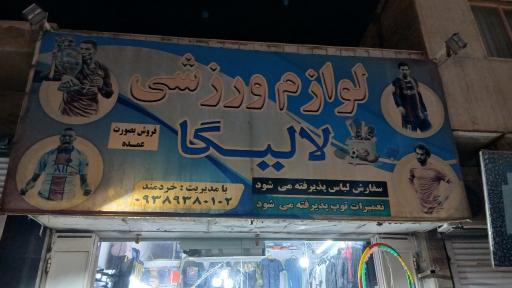 لوازم ورزشی
لالیگا
فروش بصورت
عمده
با مدیریت : خردمند
۰۹۳۸۹۳۸۰۱۰۲
سفارش لباس پذیرفته می شود
تعمیرات توپ پذیرفته می شود